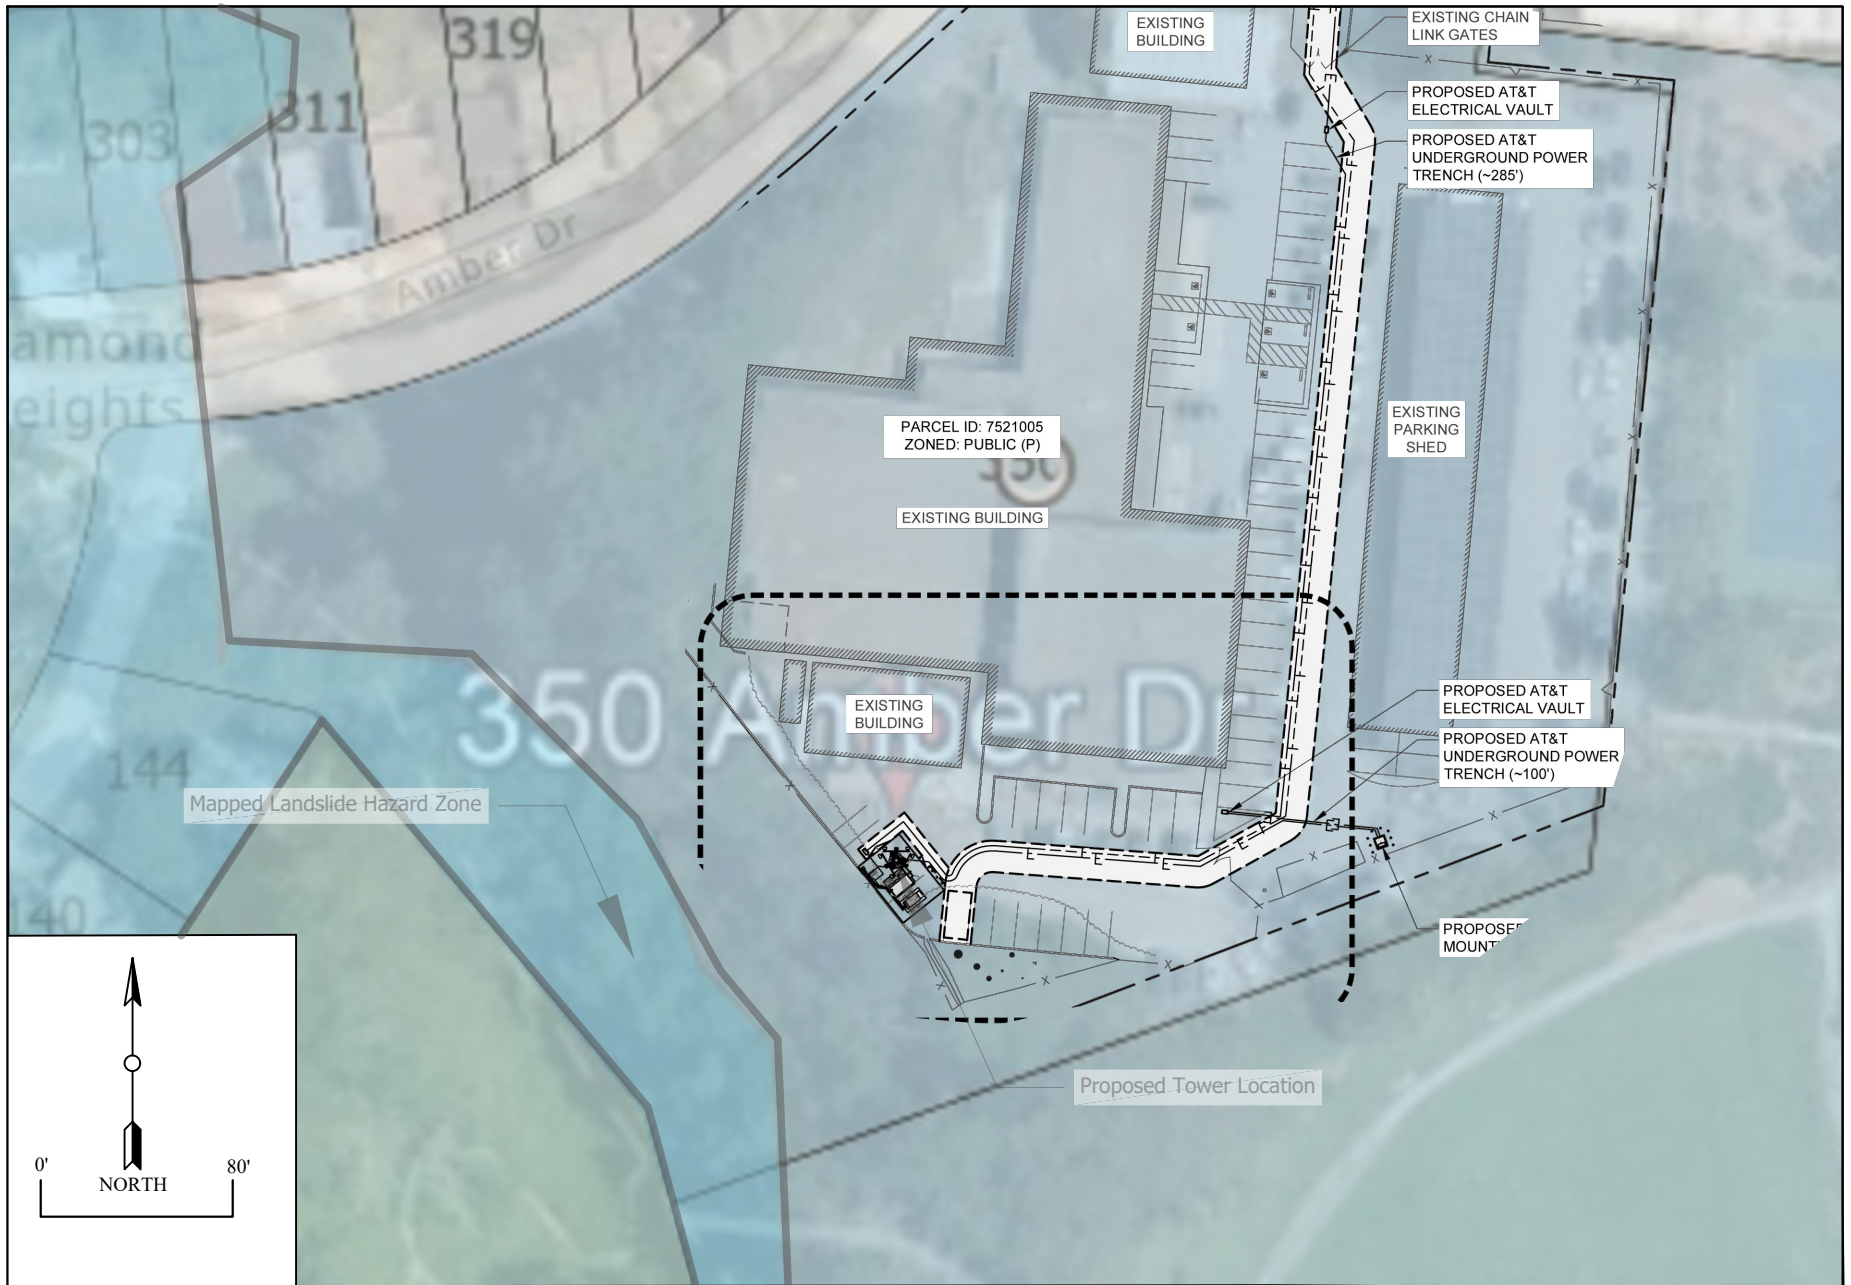 EXISTING
BUILDING
EXISTING CHAIN
LINK GATES
319
311
303
PROPOSED AT&T
ELECTRICAL VAULT
PROPOSED AT&T
UNDERGROUND POWER
TRENCH (~285')
Amber Dr
amond
eights
PARCEL ID: 7521005
ZONED: PUBLIC (P)
350
EXISTING BUILDING
EXISTING
PARKING
SHED
350 Amber Dr
EXISTING
BUILDING
PROPOSED AT&T
ELECTRICAL VAULT
PROPOSED AT&T
UNDERGROUND POWER
TRENCH (~100')
144
Mapped Landslide Hazard Zone
140
PROPOSE
MOUNT
Proposed Tower Location
0'
80'
NORTH